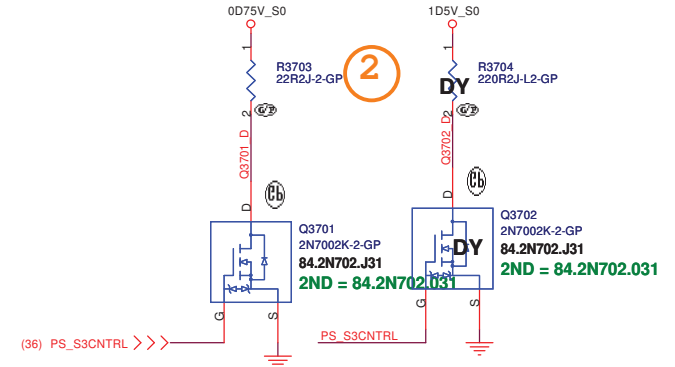 0D75V_S0
1D5V_S0
1
R3703
22R2J-2-GP
2
1
R3704
220R2J-L2-GP
DY
2
G/P
2
G/P
Q3701_D
Q3702_D
Cb
Cb
D
D
Q3701
2N7002K-2-GP
84.2N702.J31
2ND = 84.2N702.031
Q3702
2N7002K-2-GP
DY
84.2N702.J31
2ND = 84.2N702.031
G
S
G
S
(36) PS_S3CNTRL
PS_S3CNTRL